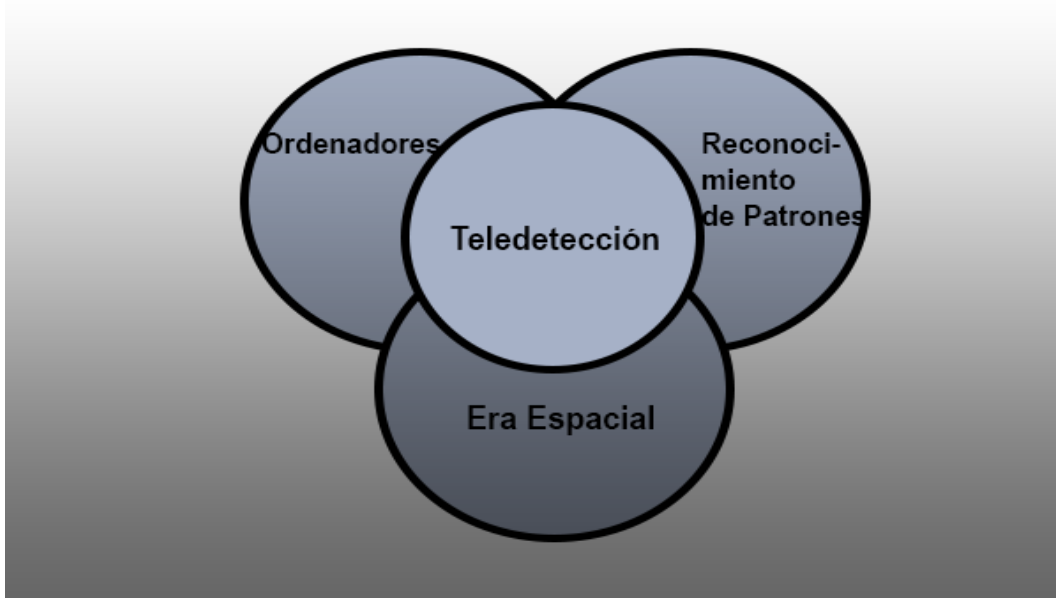 Ordenadores
Reconoci-
miento
de Patrones
Teledetección
Era Espacial